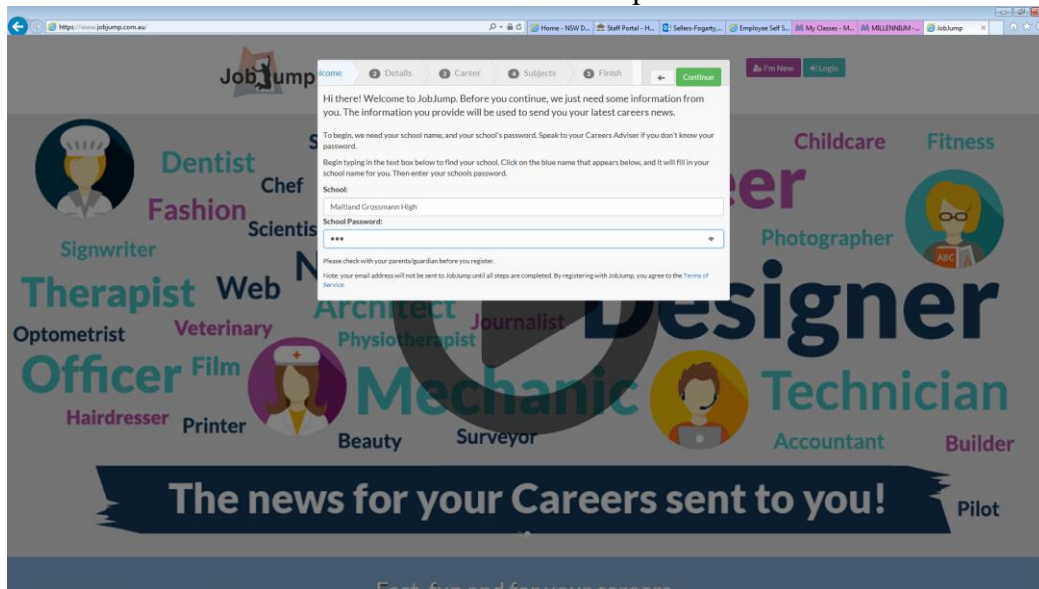 https://www.jobjump.com.au/
Home - NSW D...
Staff Portal - H...
Sellers-Fogarty,...
Employee Self S...
My Classes - M...
MILLENNIUM -...
JobJump
JobJump
lcome
2 Details
3 Career
4 Subjects
5 Finish
Continue
I'm New
Login
Hi there! Welcome to JobJump. Before you continue, we just need some information from
you. The information you provide will be used to send you your latest careers news.
To begin, we need your school name, and your school's password. Speak to your Careers Adviser if you don't know your
password.
Begin typing in the text box below to find your school. Click on the blue name that appears below, and it will fill in your
school name for you. Then enter your schools password.
School:
Maitland Grossmann High
School Password:
•••
Please check with your parents/guardian before you register.
Note: your email address will not be sent to JobJump until all steps are completed. By registering with JobJump, you agree to the Terms of
Service
Dentist
Chef
Fashion
Scientis
Signwriter
Therapist
Web
N
Childcare
Fitness
er
Photographer
ABC
Architect
Journalist
Designer
Optometrist
Veterinary
Physiotherapist
Officer
Film
Mechanic
Technician
Hairdresser
Printer
Beauty
Surveyor
Accountant
Builder
The news for your Careers sent to you!
Pilot